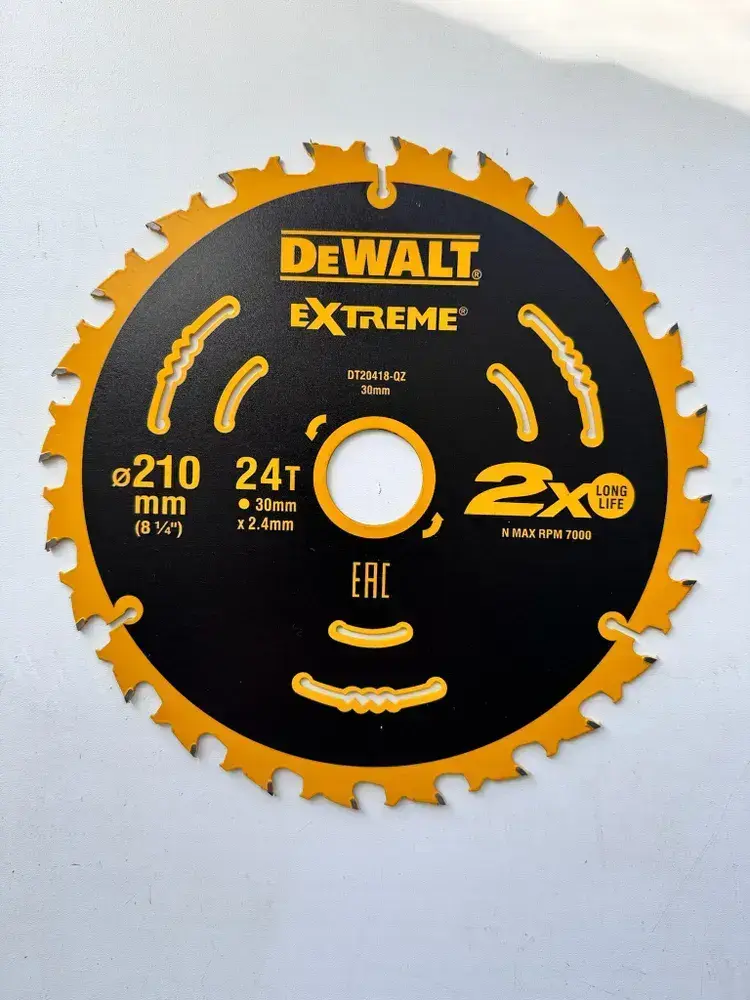 DEWALT®
EXTREME®
DT20418-QZ
30mm
ø210
mm
(8 ¼")
24T
● 30mm
x 2.4mm
2X
LONG
LIFE
N MAX RPM 7000
EAC